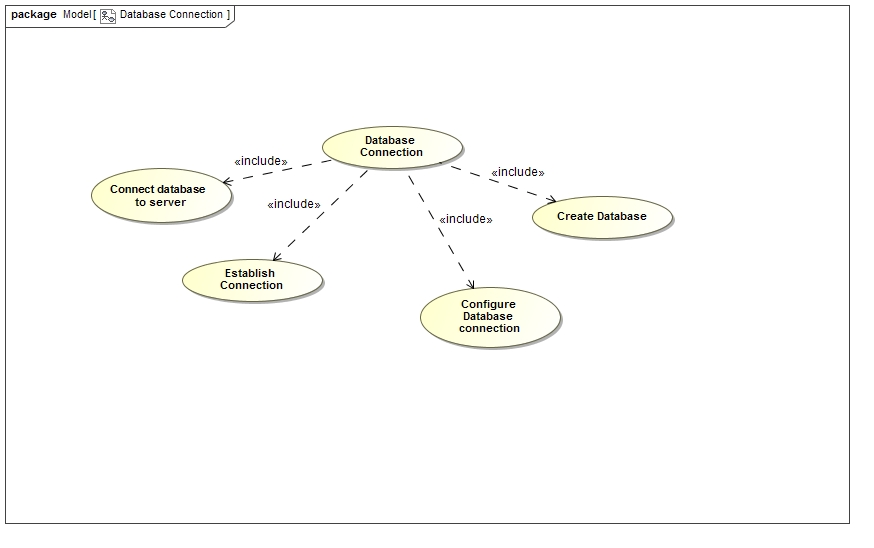 package Model[ Database Connection ]
Database
Connection
«include»
«include»
«include»
«include»
Connect database
to server
Create Database
Establish
Connection
Configure
Database
connection